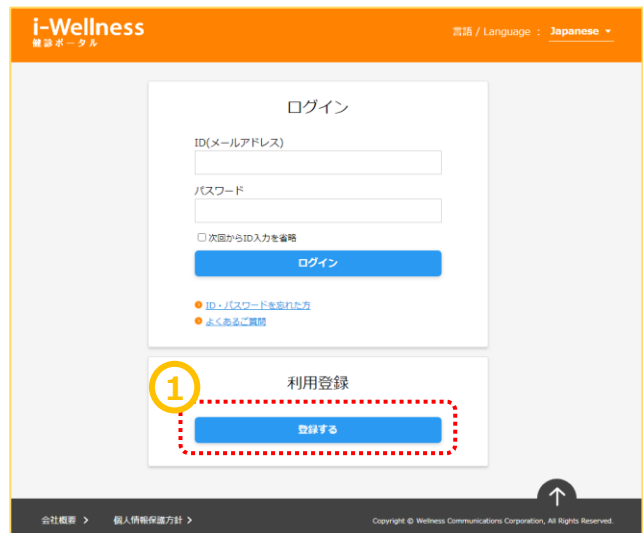 i-Wellness
健診ポータル
言語 / Language ： Japanese
ログイン
ID(メールアドレス)
パスワード
次回からID入力を省略
ログイン
ID・パスワードを忘れた方
よくあるご質問
1
利用登録
登録する
会社概要
個人情報保護方針
Copyright © Wellness Communications Corporation, All Rights Reserved.